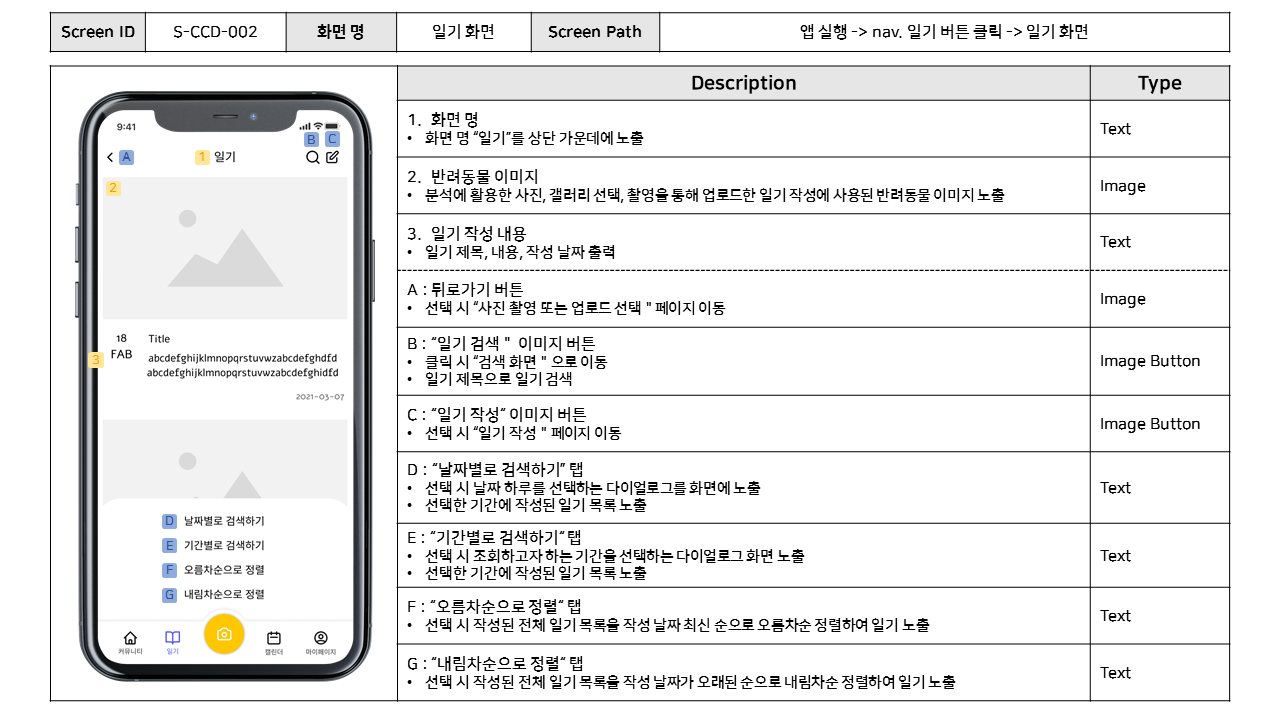 Screen ID S-CCD-002 화면 명 일기 화면 Screen Path 앱 실행 -> nav. 일기 버튼 클릭 -> 일기 화면
9:41
B C
A 1 일기
2
18 Title
FAB abcdefghijklmnopqrstuvwzabcdefghdfd
3 abcdefghijklmnopqrstuvwzabcdefghidfd
2021-03-07
D 날짜별로 검색하기
E 기간별로 검색하기
F 오름차순으로 정렬
G 내림차순으로 정렬
커뮤니티 일기 캘린더 마이페이지
Description Type
1. 화면 명
• 화면 명 “일기”를 상단 가운데에 노출
Text
2. 반려동물 이미지
• 분석에 활용한 사진, 갤러리 선택, 촬영을 통해 업로드한 일기 작성에 사용된 반려동물 이미지 노출
Image
3. 일기 작성 내용
• 일기 제목, 내용, 작성 날짜 출력
Text
A : 뒤로가기 버튼
• 선택 시 “사진 촬영 또는 업로드 선택 " 페이지 이동
Image
B : “일기 검색 " 이미지 버튼
• 클릭 시 “검색 화면 " 으로 이동
• 일기 제목으로 일기 검색
Image Button
C : “일기 작성“ 이미지 버튼
• 선택 시 “일기 작성 " 페이지 이동
Image Button
D : “날짜별로 검색하기” 탭
• 선택 시 날짜 하루를 선택하는 다이얼로그를 화면에 노출
• 선택한 기간에 작성된 일기 목록 노출
Text
E : “기간별로 검색하기“ 탭
• 선택 시 조회하고자 하는 기간을 선택하는 다이얼로그 화면 노출
• 선택한 기간에 작성된 일기 목록 노출
Text
F : “오름차순으로 정렬“ 탭
• 선택 시 작성된 전체 일기 목록을 작성 날짜 최신 순으로 오름차순 정렬하여 일기 노출
Text
G : “내림차순으로 정렬“ 탭
• 선택 시 작성된 전체 일기 목록을 작성 날짜가 오래된 순으로 내림차순 정렬하여 일기 노출
Text